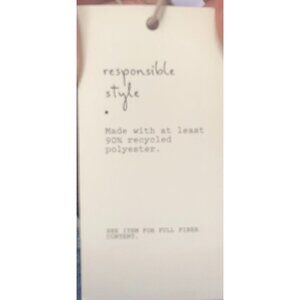 responsible
style
Made with at least
90% recycled
polyester.
SEE ITEM FOR FULL FIBER
CONTENT.